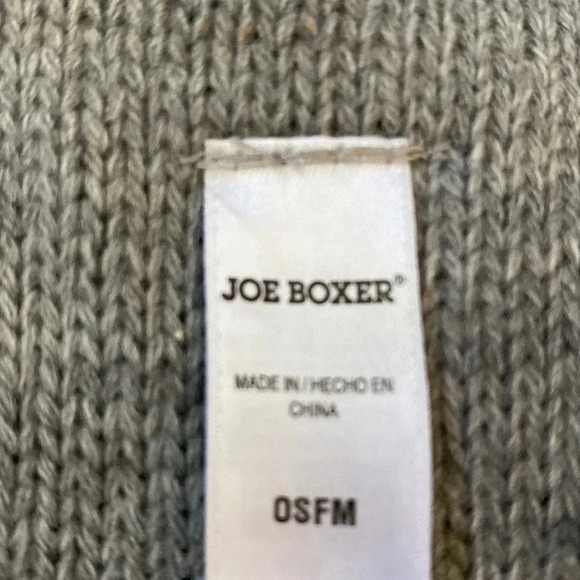 JOE BOXER®
MADE IN / HECHO EN
CHINA
OSFM